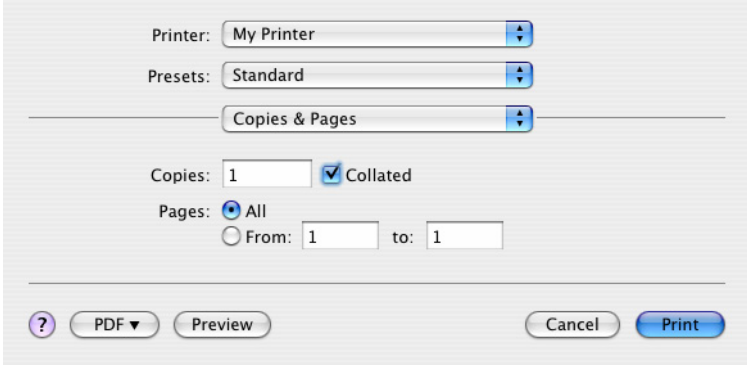 Printer: My Printer
Presets: Standard
Copies & Pages
Copies: 1 Collated
Pages: All
From: 1 to: 1
? PDF▼ Preview Cancel Print